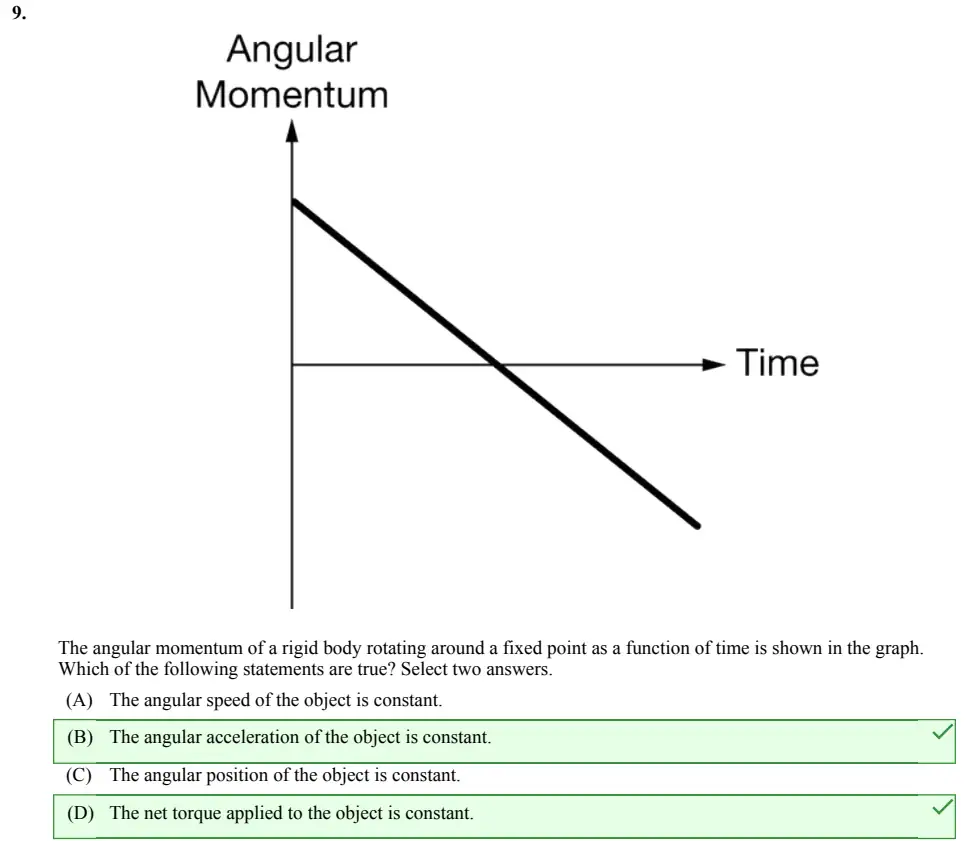 9.
Angular
Momentum
Time
The angular momentum of a rigid body rotating around a fixed point as a function of time is shown in the graph.
Which of the following statements are true? Select two answers.
(A) The angular speed of the object is constant.
(B) The angular acceleration of the object is constant.
(C) The angular position of the object is constant.
(D) The net torque applied to the object is constant.